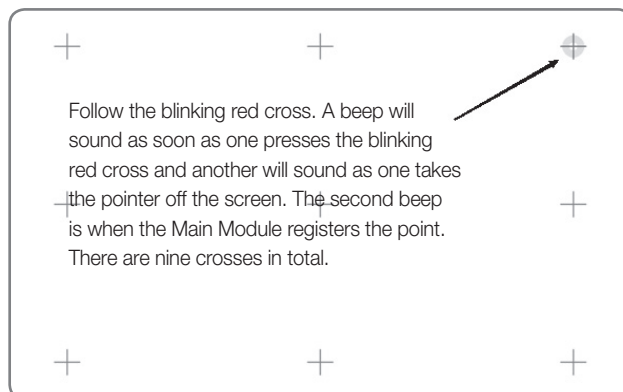 Follow the blinking red cross. A beep will
sound as soon as one presses the blinking
red cross and another will sound as one takes
the pointer off the screen. The second beep
is when the Main Module registers the point.
There are nine crosses in total.